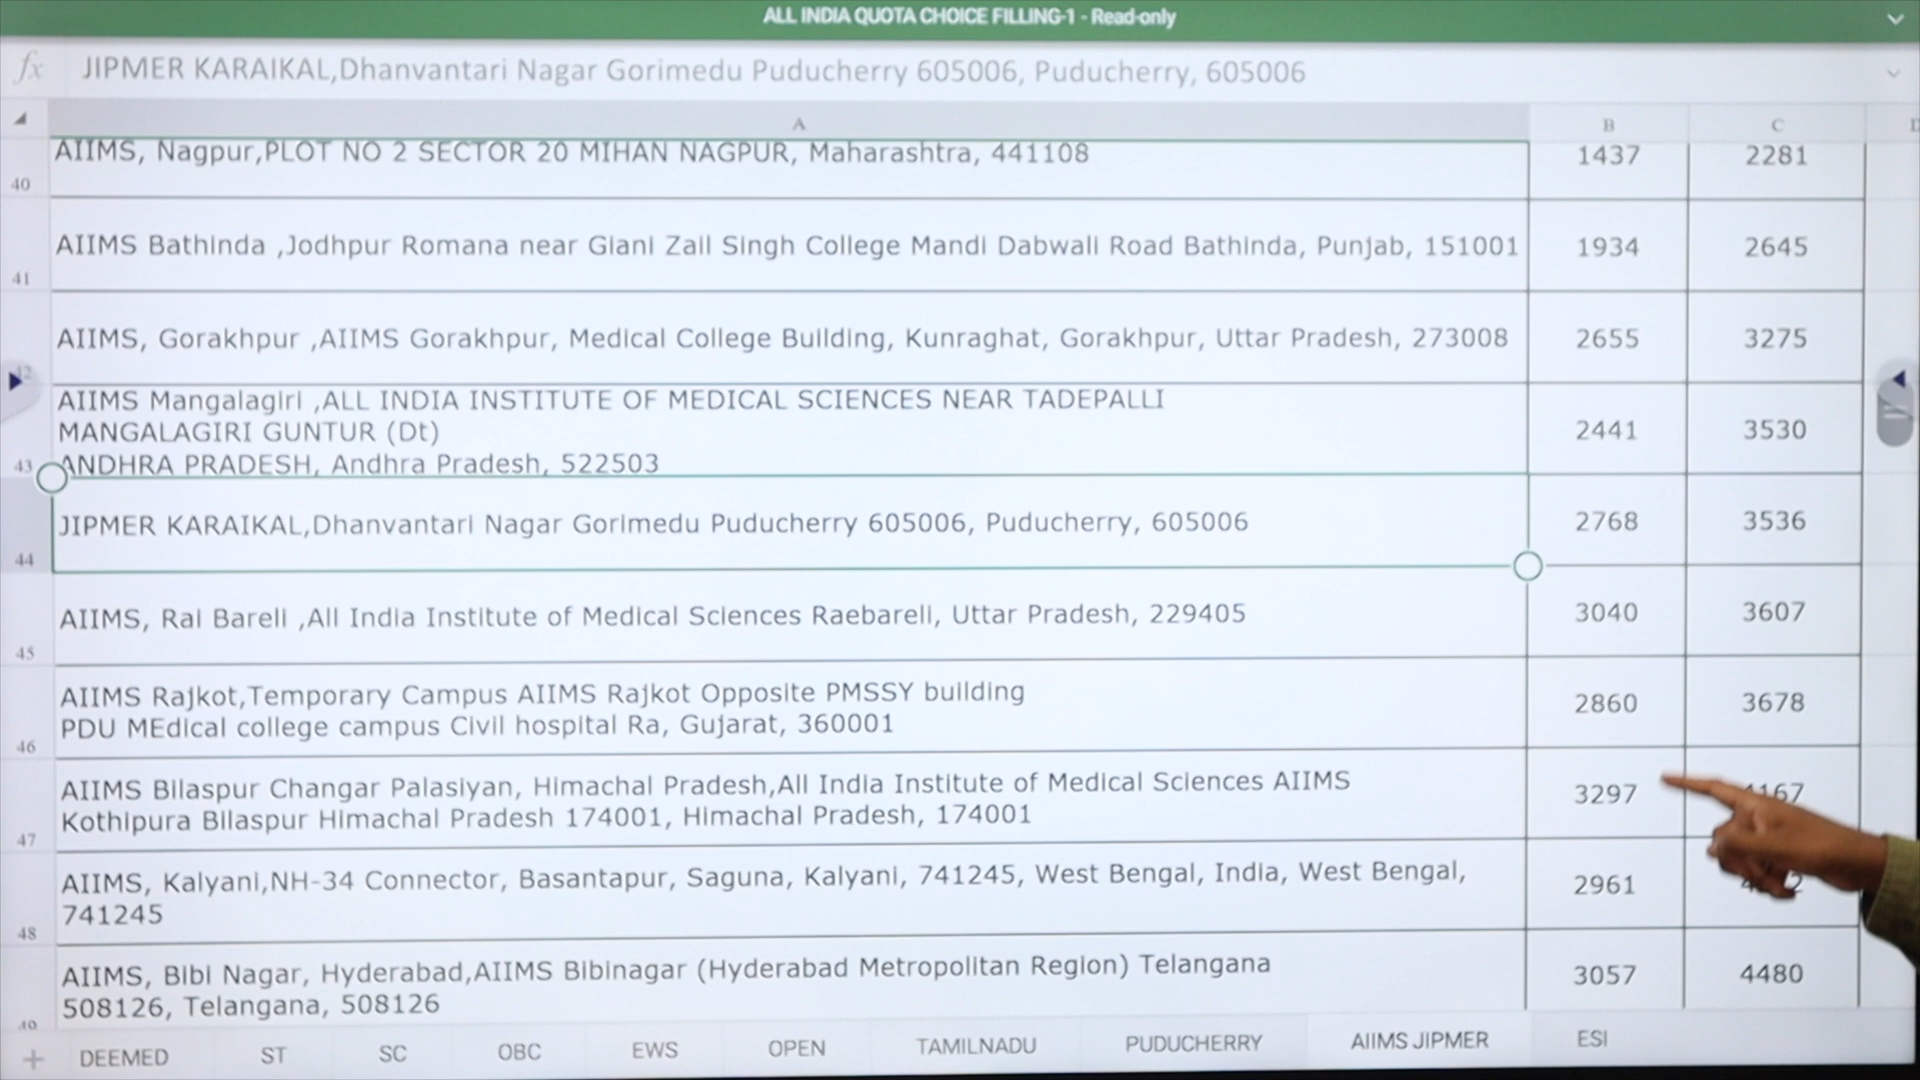 ALL INDIA QUOTA CHOICE FILLING-1 - Read-only
fx JIPMER KARAIKAL,Dhanvantari Nagar Gorimedu Puducherry 605006, Puducherry, 605006
A B C D
40 AIIMS, Nagpur,PLOT NO 2 SECTOR 20 MIHAN NAGPUR, Maharashtra, 441108 1437 2281
41 AIIMS Bathinda ,Jodhpur Romana near Giani Zail Singh College Mandi Dabwali Road Bathinda, Punjab, 151001 1934 2645
42 AIIMS, Gorakhpur ,AIIMS Gorakhpur, Medical College Building, Kunraghat, Gorakhpur, Uttar Pradesh, 273008 2655 3275
AIIMS Mangalagiri ,ALL INDIA INSTITUTE OF MEDICAL SCIENCES NEAR TADEPALLI
MANGALAGIRI GUNTUR (Dt) 2441 3530
43 ANDHRA PRADESH, Andhra Pradesh, 522503
44 JIPMER KARAIKAL,Dhanvantari Nagar Gorimedu Puducherry 605006, Puducherry, 605006 2768 3536
45 AIIMS, Rai Bareli ,All India Institute of Medical Sciences Raebareli, Uttar Pradesh, 229405 3040 3607
AIIMS Rajkot,Temporary Campus AIIMS Rajkot Opposite PMSSY building 2860 3678
46 PDU MEdical college campus Civil hospital Ra, Gujarat, 360001
AIIMS Bilaspur Changar Palasiyan, Himachal Pradesh,All India Institute of Medical Sciences AIIMS 3297
47 Kothipura Bilaspur Himachal Pradesh 174001, Himachal Pradesh, 174001
AIIMS, Kalyani,NH-34 Connector, Basantapur, Saguna, Kalyani, 741245, West Bengal, India, West Bengal, 2961
48 741245
AIIMS, Bibi Nagar, Hyderabad,AIIMS Bibinagar (Hyderabad Metropolitan Region) Telangana 3057 4480
49 508126, Telangana, 508126
+ DEEMED ST SC OBC EWS OPEN TAMILNADU PUDUCHERRY AIIMS JIPMER ESI